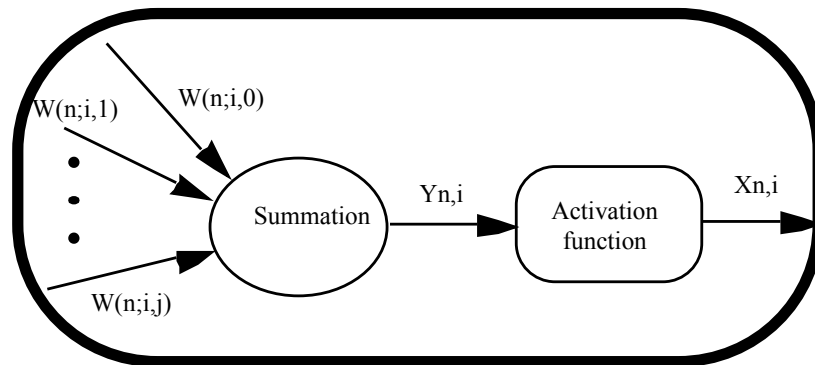 W(n;i,0)
W(n;i,1)
Summation
Yn,i
Activation
function
Xn,i
W(n;i,j)